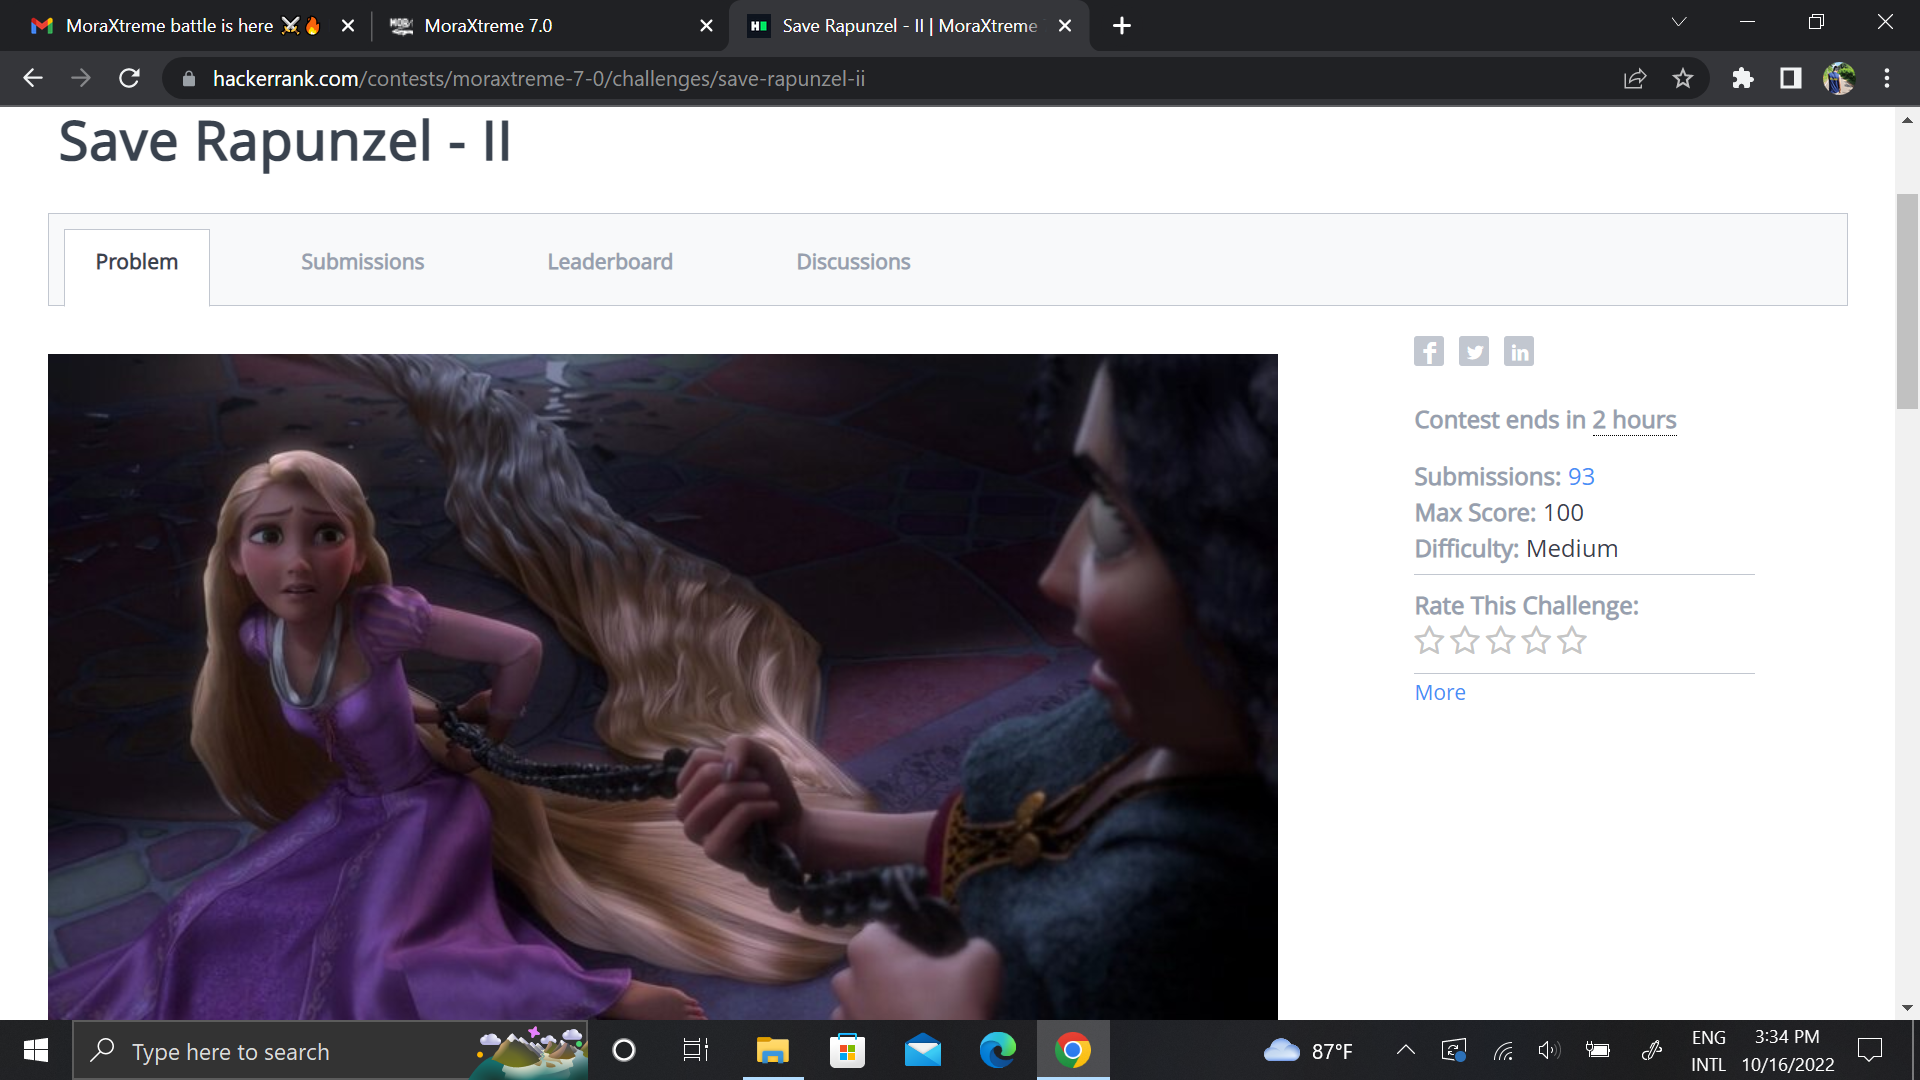 MoraXtreme battle is here ⚔️🔥
MoraXtreme 7.0
Save Rapunzel - II | MoraXtreme
hackerrank.com/contests/moraxtreme-7-0/challenges/save-rapunzel-ii
Save Rapunzel - II
Problem Submissions Leaderboard Discussions
Contest ends in 2 hours
Submissions: 93
Max Score: 100
Difficulty: Medium
Rate This Challenge:
More
Type here to search
87°F
ENG
INTL
3:34 PM
10/16/2022